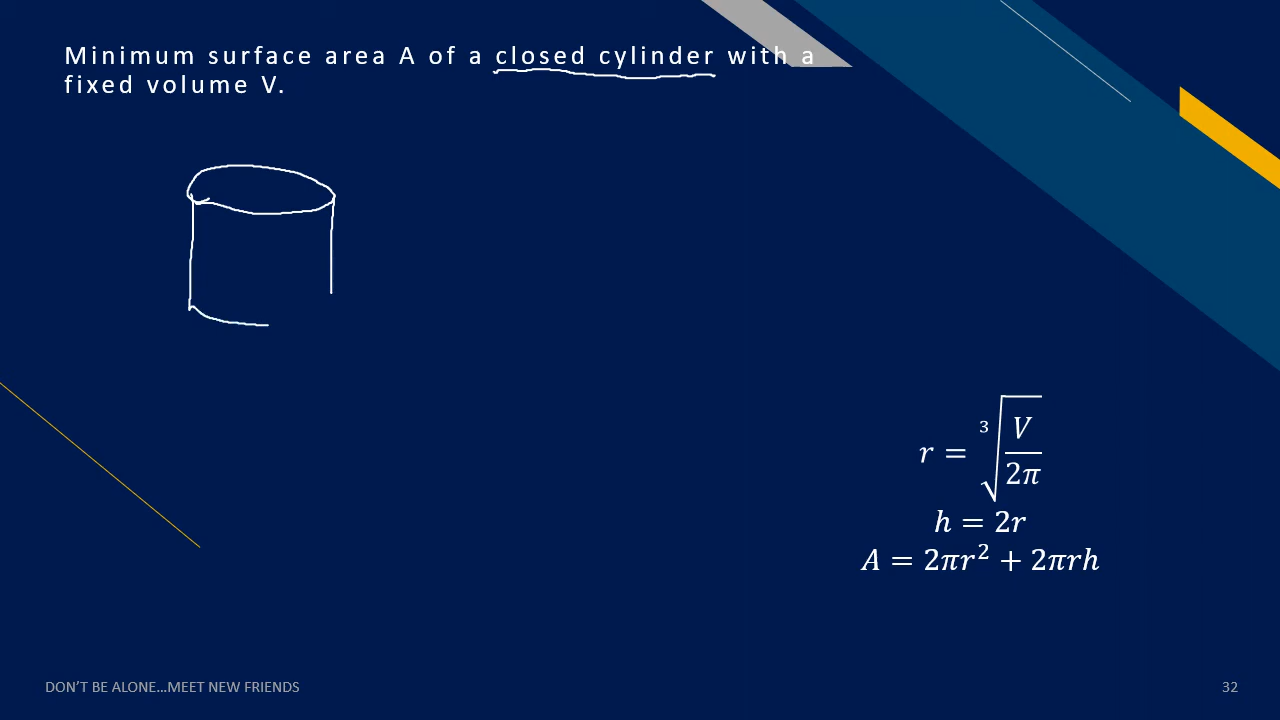 Minimum surface area A of a closed cylinder with a
fixed volume V.
r = ∛(V/2π)
h = 2r
A = 2πr² + 2πrh
DON'T BE ALONE...MEET NEW FRIENDS
32